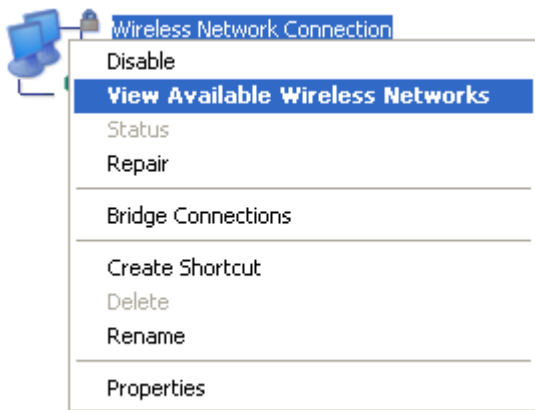 Wireless Network Connection
Disable
View Available Wireless Networks
Status
Repair
Bridge Connections
Create Shortcut
Delete
Rename
Properties